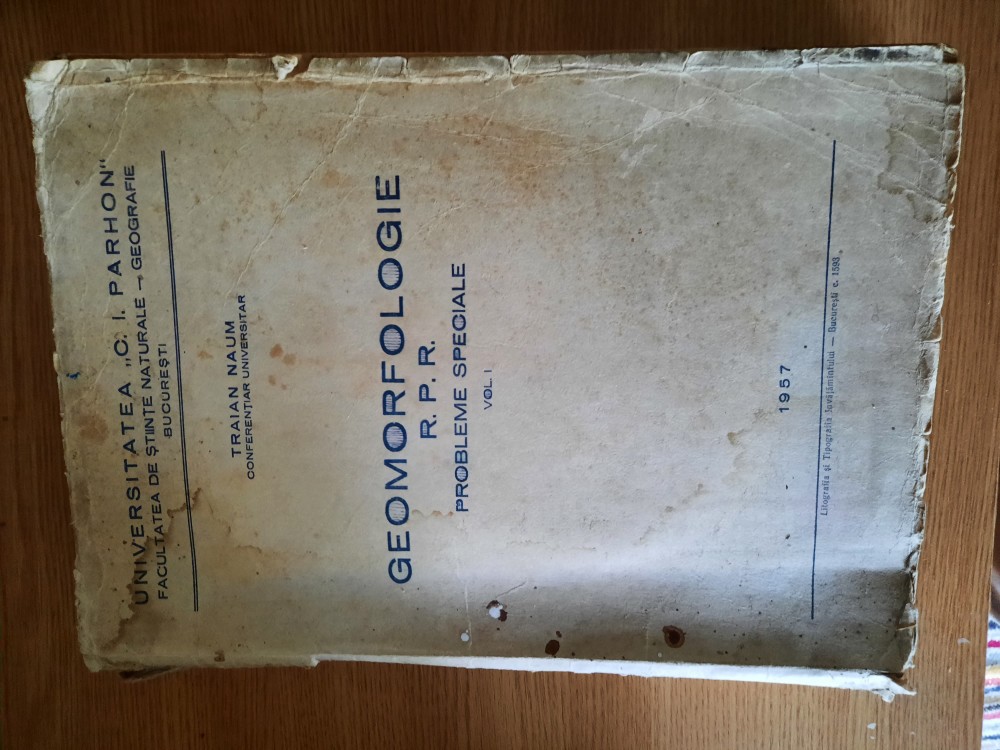 UNIVERSITATEA „C. I. PARHON“
FACULTATEA DE ȘTIINȚE NATURALE — GEOGRAFIE
BUCUREȘTI
TRAIAN NAUM
CONFERENȚIAR UNIVERSITAR
GEOMORFOLOGIE
R. P. R.
PROBLEME SPECIALE
VOL. I
1957
Litografia și Tipografia Învățămîntului — București c. 1593